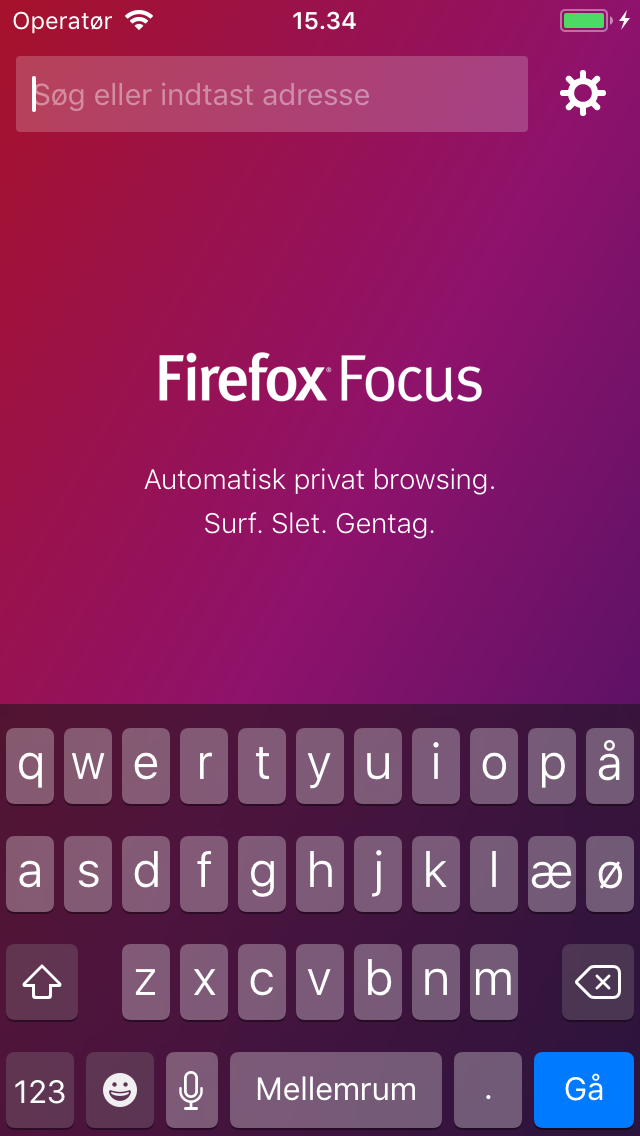 Operatør 15.34
Søg eller indtast adresse
Firefox® Focus
Automatisk privat browsing.
Surf. Slet. Gentag.
q w e r t y u i o p å
a s d f g h j k l æ ø
z x c v b n m
123 Mellemrum . Gå